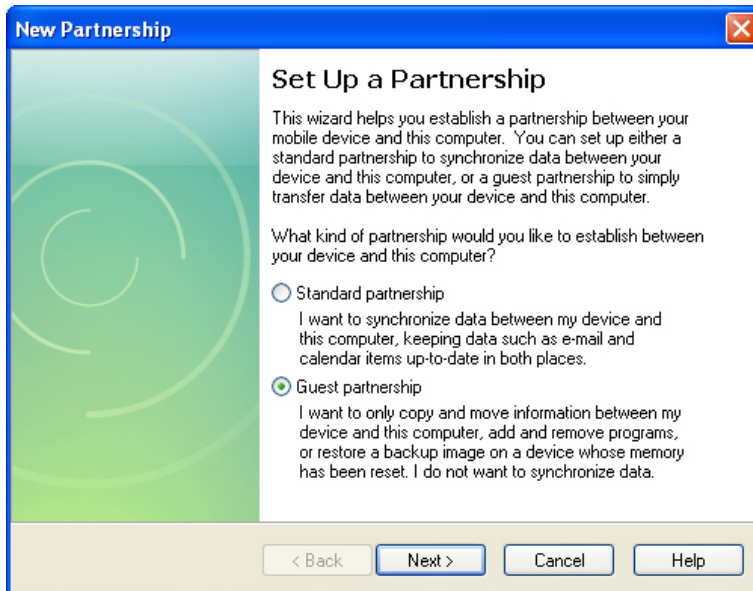 New Partnership
Set Up a Partnership
This wizard helps you establish a partnership between your
mobile device and this computer.  You can set up either a
standard partnership to synchronize data between your
device and this computer, or a guest partnership to simply
transfer data between your device and this computer.
What kind of partnership would you like to establish between
your device and this computer?
Standard partnership
I want to synchronize data between my device and
this computer, keeping data such as e-mail and
calendar items up-to-date in both places.
Guest partnership
I want to only copy and move information between my
device and this computer, add and remove programs,
or restore a backup image on a device whose memory
has been reset. I do not want to synchronize data.
< Back Next > Cancel Help